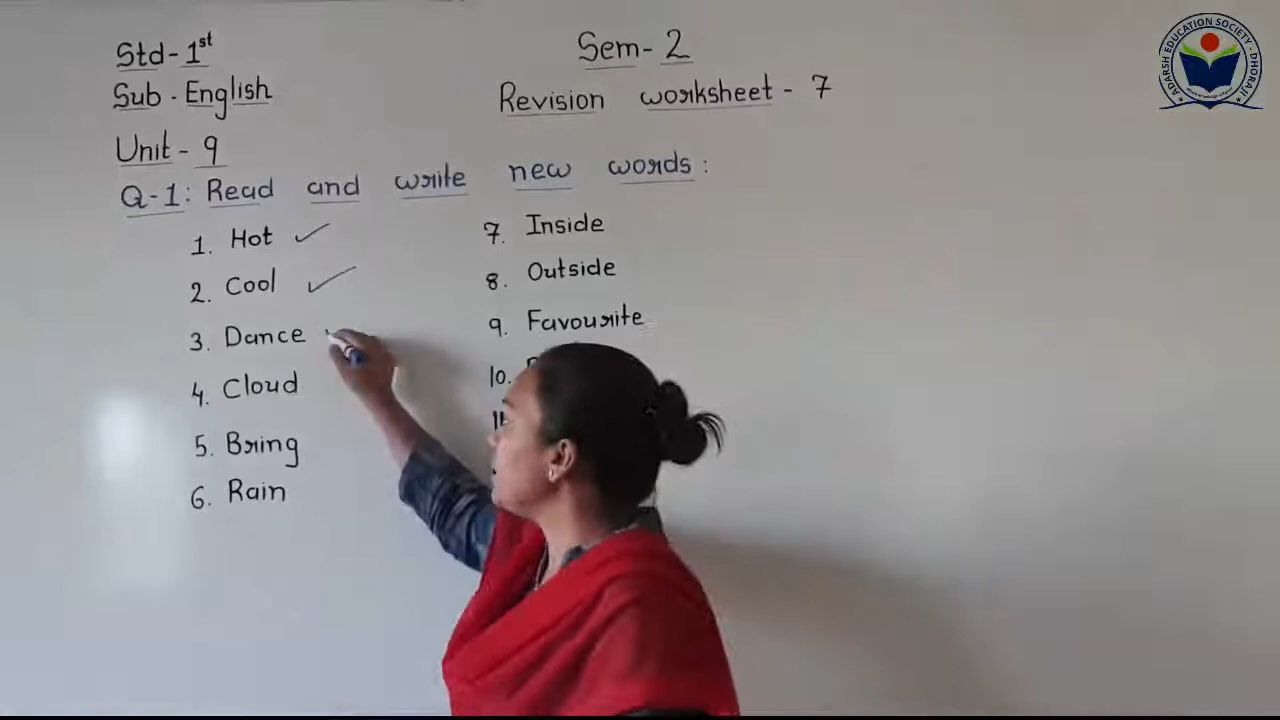 Std - 1st
Sub - English
Unit - 9
Sem - 2
Revision worksheet - 7
Q-1: Read and write new words:
1. Hot ✓
2. Cool ✓
3. Dance
4. Cloud
5. Bring
6. Rain
7. Inside
8. Outside
9. Favourite
10.
11
ADARSH EDUCATION SOCIETY - DHORAJI